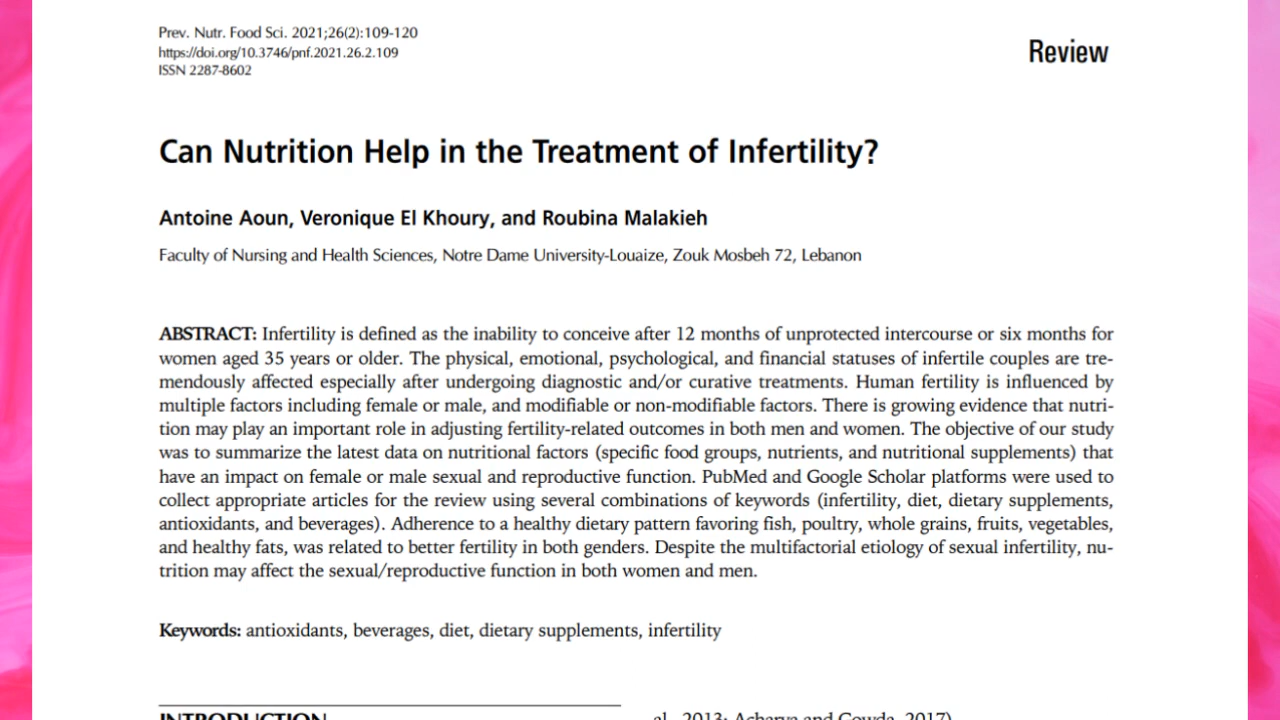 Prev. Nutr. Food Sci. 2021;26(2):109-120
https://doi.org/10.3746/pnf.2021.26.2.109
ISSN 2287-8602
Review
Can Nutrition Help in the Treatment of Infertility?
Antoine Aoun, Veronique El Khoury, and Roubina Malakieh
Faculty of Nursing and Health Sciences, Notre Dame University-Louaize, Zouk Mosbeh 72, Lebanon
ABSTRACT: Infertility is defined as the inability to conceive after 12 months of unprotected intercourse or six months for
women aged 35 years or older. The physical, emotional, psychological, and financial statuses of infertile couples are tre-
mendously affected especially after undergoing diagnostic and/or curative treatments. Human fertility is influenced by
multiple factors including female or male, and modifiable or non-modifiable factors. There is growing evidence that nutri-
tion may play an important role in adjusting fertility-related outcomes in both men and women. The objective of our study
was to summarize the latest data on nutritional factors (specific food groups, nutrients, and nutritional supplements) that
have an impact on female or male sexual and reproductive function. PubMed and Google Scholar platforms were used to
collect appropriate articles for the review using several combinations of keywords (infertility, diet, dietary supplements,
antioxidants, and beverages). Adherence to a healthy dietary pattern favoring fish, poultry, whole grains, fruits, vegetables,
and healthy fats, was related to better fertility in both genders. Despite the multifactorial etiology of sexual infertility, nu-
trition may affect the sexual/reproductive function in both women and men.
Keywords: antioxidants, beverages, diet, dietary supplements, infertility
INTRODUCTION
al., 2013; Acharya and Gowda, 2017).